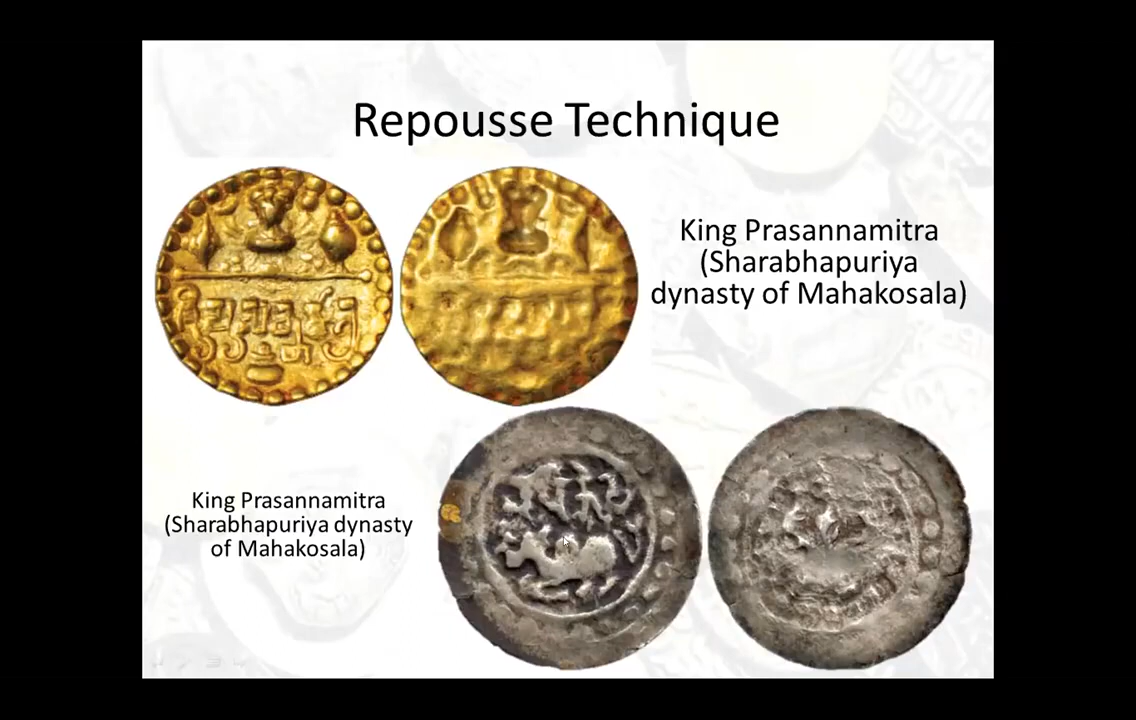 Repousse Technique
King Prasannamitra
(Sharabhapuriya
dynasty of Mahakosala)
King Prasannamitra
(Sharabhapuriya dynasty
of Mahakosala)